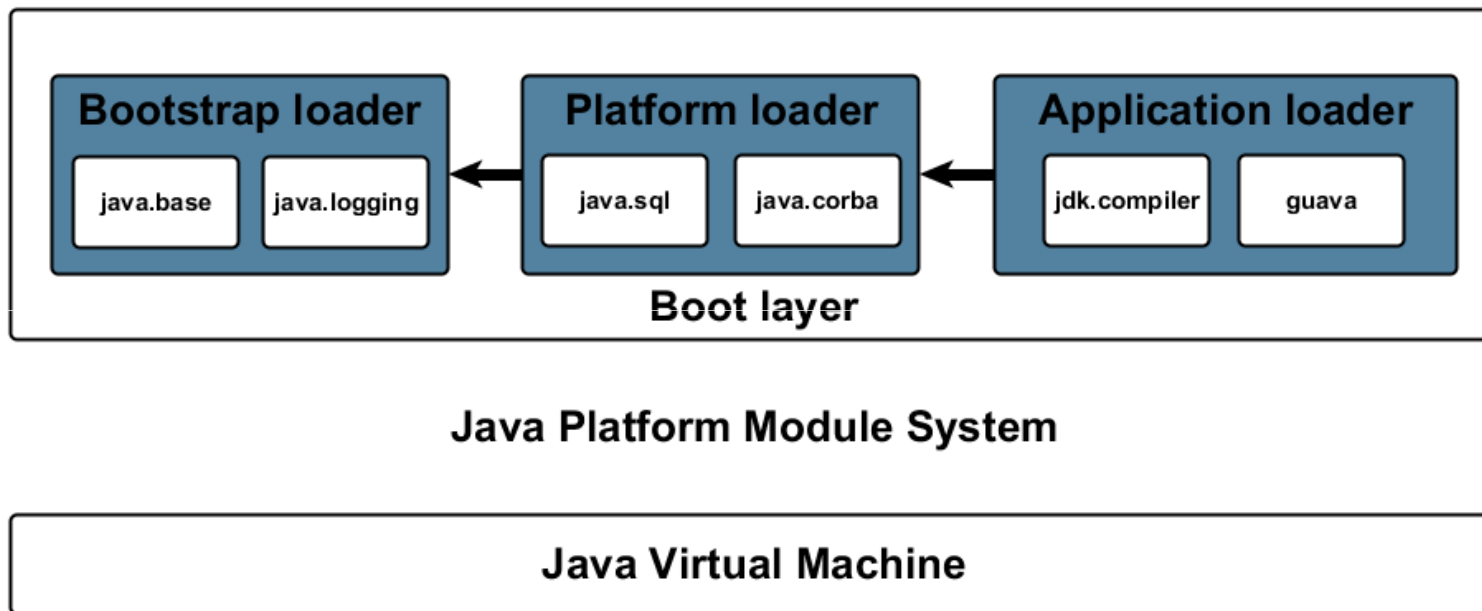 Bootstrap loader
java.base
java.logging
Platform loader
java.sql
java.corba
Application loader
jdk.compiler
guava
Boot layer
Java Platform Module System
Java Virtual Machine